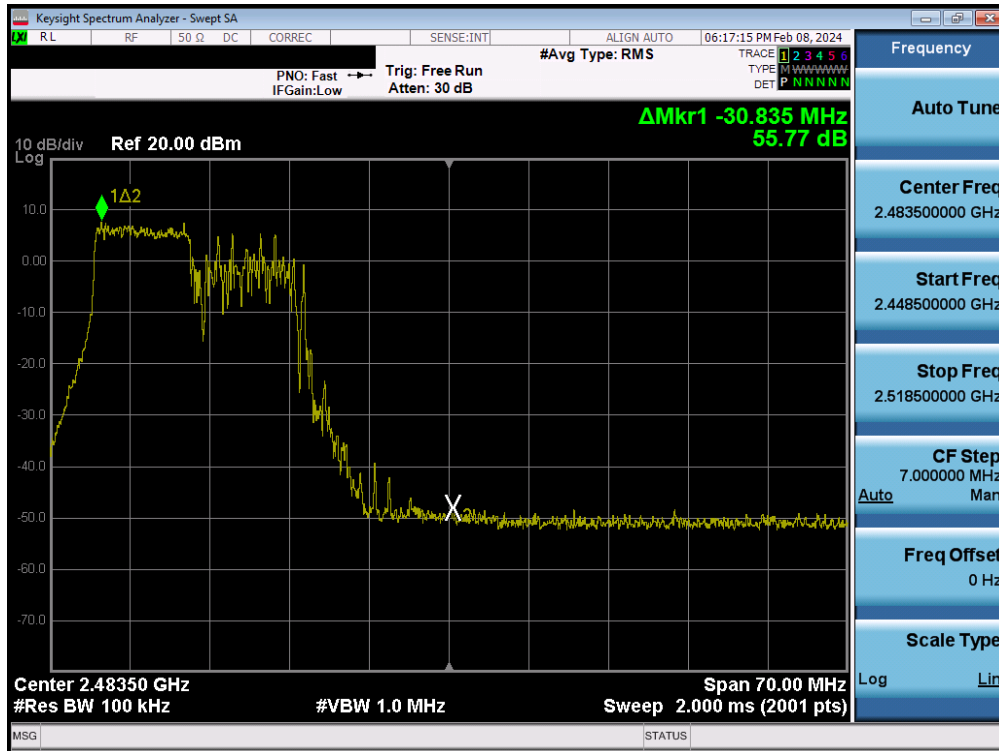 Keysight Spectrum Analyzer - Swept SA
LXI RL RF 50 Ω DC CORREC SENSE:INT ALIGN AUTO 06:17:15 PM Feb 08, 2024
Frequency
#Avg Type: RMS
TRACE 1 2 3 4 5 6
PNO: Fast Trig: Free Run
TYPE M W W W W W
IFGain:Low Atten: 30 dB
DET P N N N N N
Auto Tune
ΔMkr1 -30.835 MHz
55.77 dB
10 dB/div Ref 20.00 dBm
Log
1Δ2
10.0
0.00
-10.0
-20.0
-30.0
-40.0
-50.0
-60.0
-70.0
Center Freq
2.483500000 GHz
Start Freq
2.448500000 GHz
Stop Freq
2.518500000 GHz
CF Step
7.000000 MHz
Auto Man
Freq Offset
0 Hz
Scale Type
Log Lin
Center 2.48350 GHz Span 70.00 MHz
#Res BW 100 kHz #VBW 1.0 MHz Sweep 2.000 ms (2001 pts)
MSG STATUS